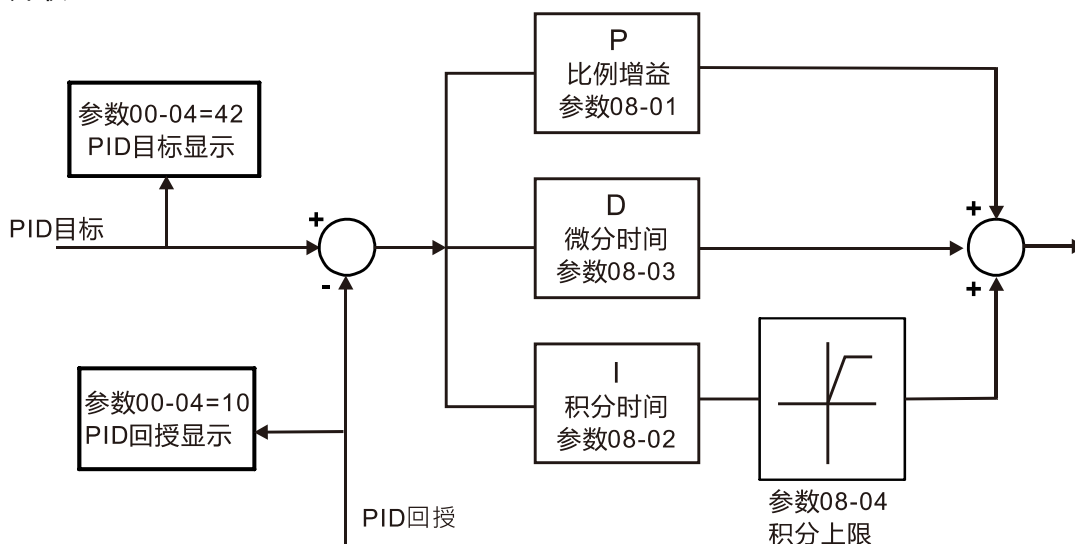 P
比例增益
参数08-01
参数00-04=42
PID目标显示
+
+
PID目标
D
微分时间
参数08-03
-
+
I
积分时间
参数08-02
参数00-04=10
PID回授显示
参数08-04
积分上限
PID回授